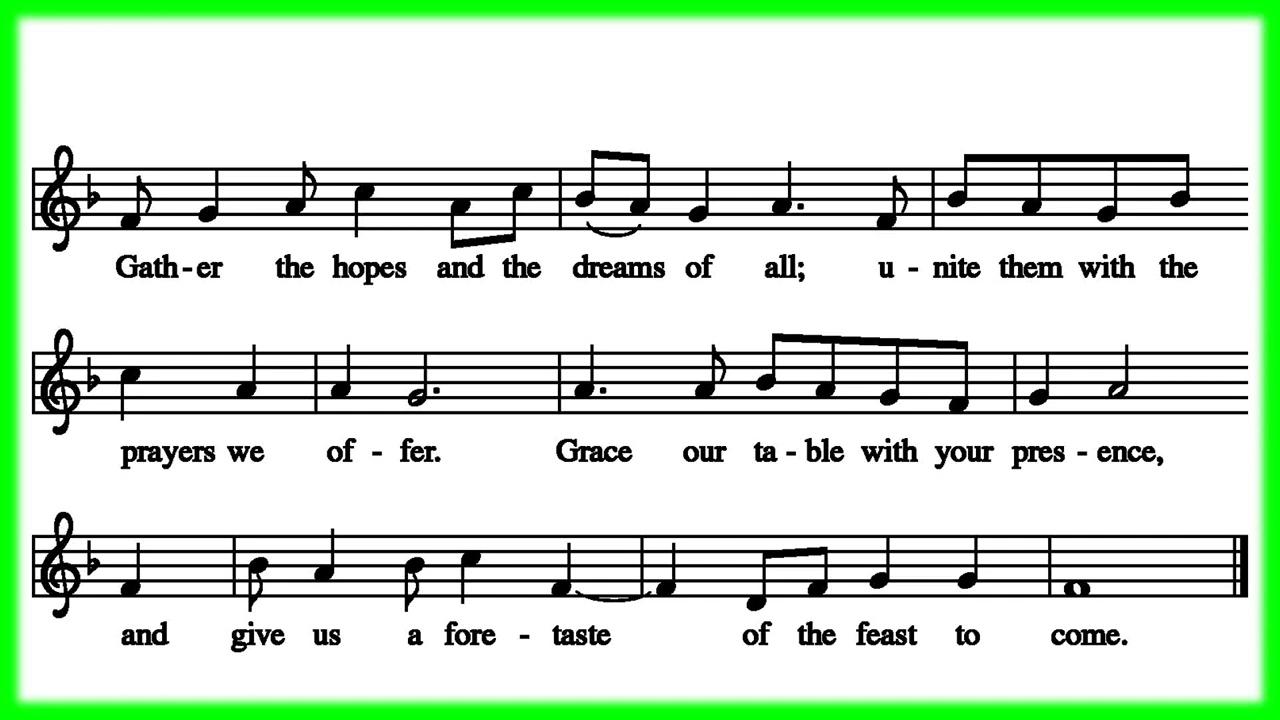 Gath-er the hopes and the dreams of all; u - nite them with the
prayers we of - fer. Grace our ta - ble with your pres - ence,
and give us a fore - taste of the feast to come.